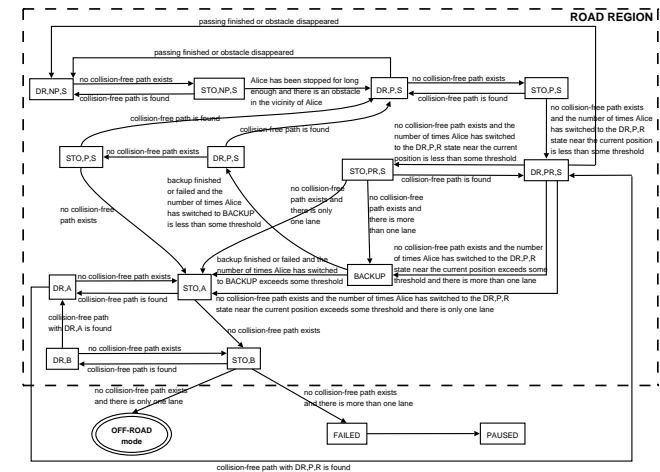 ROAD REGION
passing finished or obstacle disappeared
passing finished or obstacle disappeared
DR,NP,S
no collision-free path exists
collision-free path is found
STO,NP,S
Alice has been stopped for long
enough and there is an obstacle
in the vicinity of Alice
DR,P,S
no collision-free path exists
collision-free path is found
STO,P,S
collision-free path is found
collision-free path is found
no collision-free path exists
and the number of times Alice
has switched to the DR,P,R
state near the current position
is less than some threshold
no collision-free path exists and the
number of times Alice has switched
to the DR,P,R state near the current
position is less than some threshold
STO,P,S
no collision-free path exists
DR,P,S
STO,PR,S
collision-free path is found
DR,PR,S
backup finished
or failed and the
number of times Alice
has switched to BACKUP
is less than some threshold
no collision-free
path exists and
there is only
one lane
no collision-free
path exists and
there is more
than one lane
no collision-free
path exists
backup finished or failed and the
number of times Alice has switched
to BACKUP exceeds some threshold
BACKUP
no collision-free path exists and the number
of times Alice has switched to the DR,P,R
state near the current position exceeds some
threshold and there is more than one lane
DR,A
no collision-free path exists
collision-free path is found
STO,A
no collision-free path exists and the number of times Alice has switched to the DR,P,R
state near the current position exceeds some threshold and there is only one lane
collision-free path
with DR,A is found
no collision-free path exists
DR,B
no collision-free path exists
collision-free path is found
STO,B
no collision-free path exists
and there is only one lane
no collision-free path exists
and there is more than one lane
OFF-ROAD
mode
FAILED
PAUSED
collision-free path with DR,P,R is found